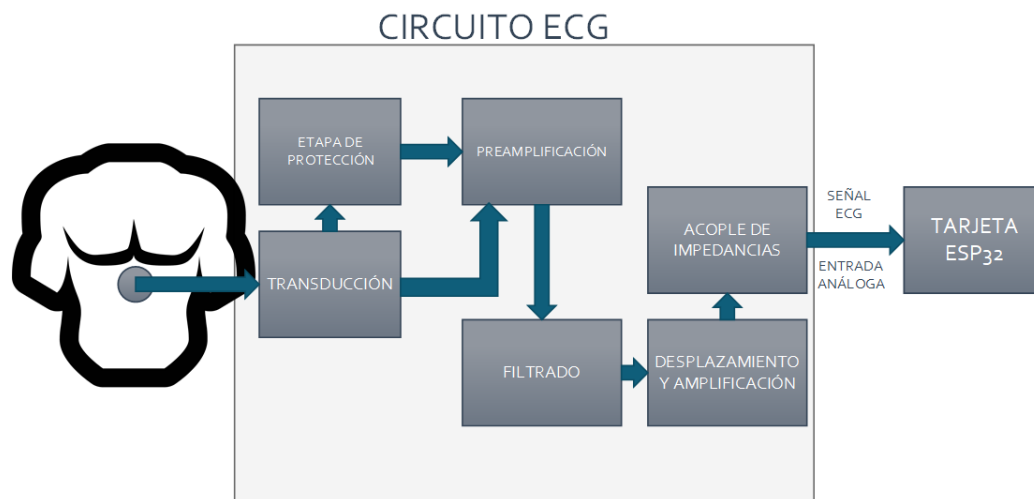 CIRCUITO ECG
ETAPA DE
PROTECCIÓN
PREAMPLIFICACIÓN
TRANSDUCCIÓN
FILTRADO
DESPLAZAMIENTO
Y AMPLIFICACIÓN
ACOPLE DE
IMPEDANCIAS
SEÑAL
ECG
ENTRADA
ANÁLOGA
TARJETA
ESP32